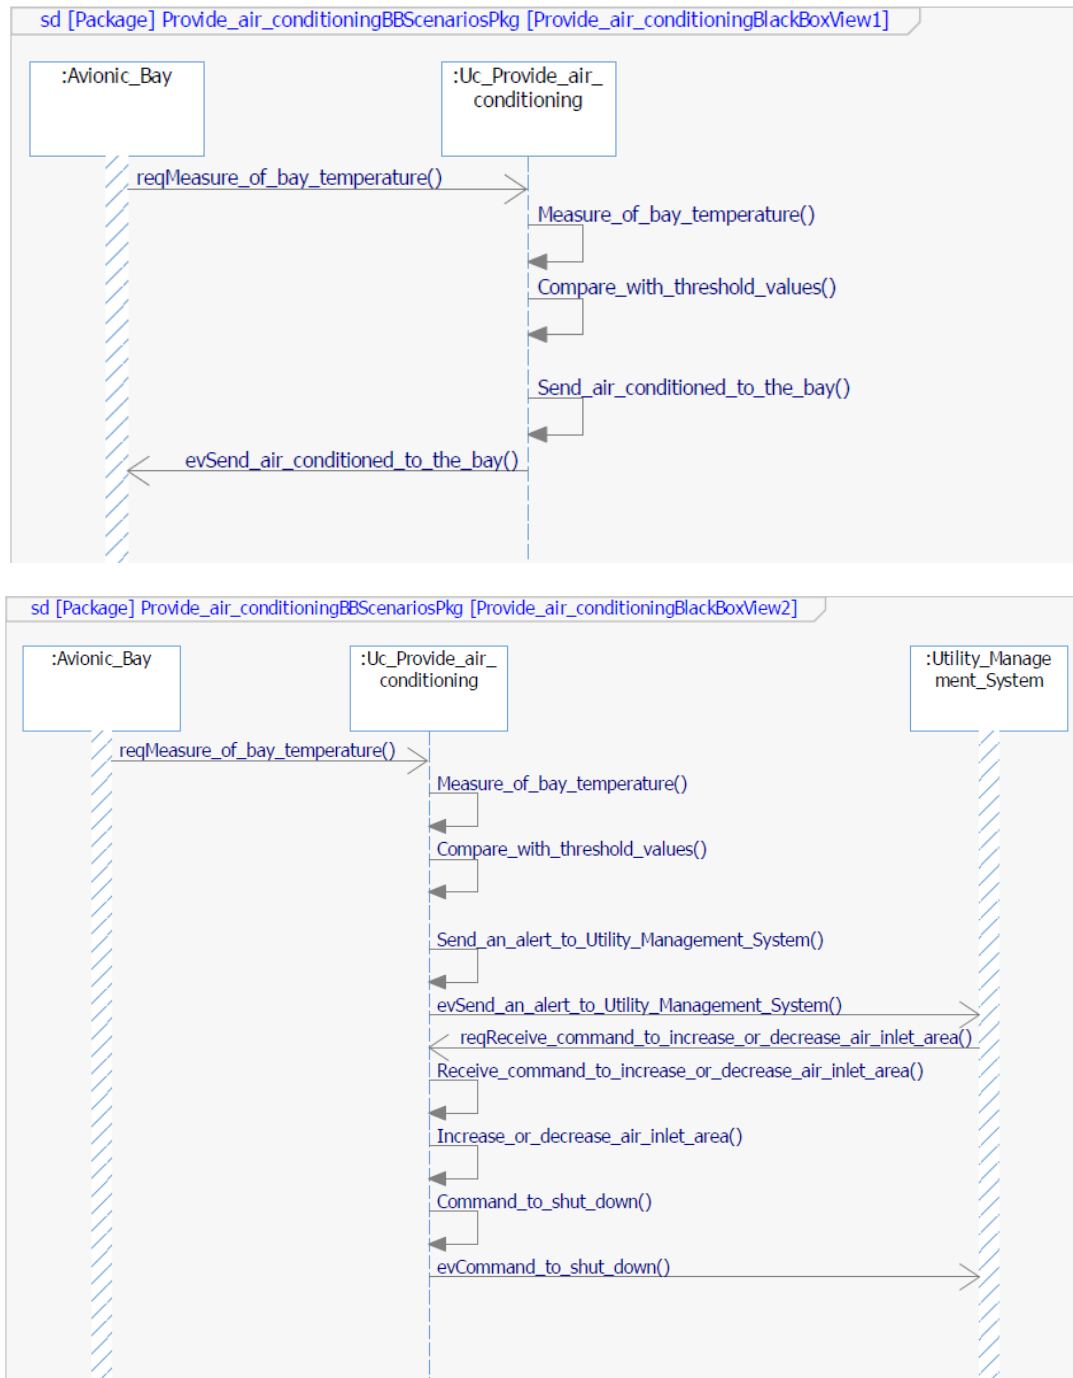 sd [Package] Provide_air_conditioningBBScenariosPkg [Provide_air_conditioningBlackBoxView1]
:Avionic_Bay
:Uc_Provide_air_
conditioning
reqMeasure_of_bay_temperature()
Measure_of_bay_temperature()
Compare_with_threshold_values()
Send_air_conditioned_to_the_bay()
evSend_air_conditioned_to_the_bay()
sd [Package] Provide_air_conditioningBBScenariosPkg [Provide_air_conditioningBlackBoxView2]
:Avionic_Bay
:Uc_Provide_air_
conditioning
:Utility_Manage
ment_System
reqMeasure_of_bay_temperature()
Measure_of_bay_temperature()
Compare_with_threshold_values()
Send_an_alert_to_Utility_Management_System()
evSend_an_alert_to_Utility_Management_System()
reqReceive_command_to_increase_or_decrease_air_inlet_area()
Receive_command_to_increase_or_decrease_air_inlet_area()
Increase_or_decrease_air_inlet_area()
Command_to_shut_down()
evCommand_to_shut_down()